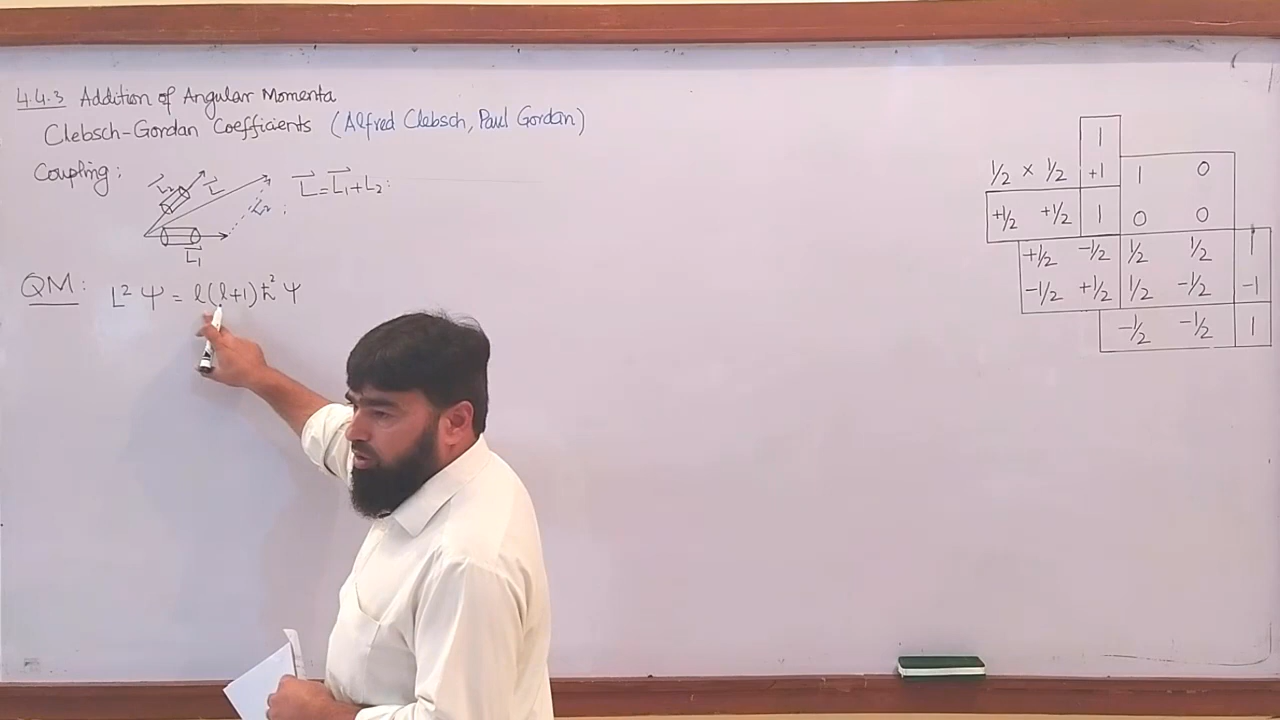 4.4.3 Addition of Angular Momenta
Clebsch-Gordan Coefficients (Alfred Clebsch, Paul Gordan)
Coupling:
L₂ L L₂ L⃗=L⃗₁+L₂:
L⃗₁
QM: L² Ψ = ℓ(ℓ+1)ħ² Ψ
1
1/2 × 1/2 +1 1 0
+1/2 +1/2 1 0 0
+1/2 -1/2 1/2 1/2 1
-1/2 +1/2 1/2 -1/2 -1
-1/2 -1/2 1